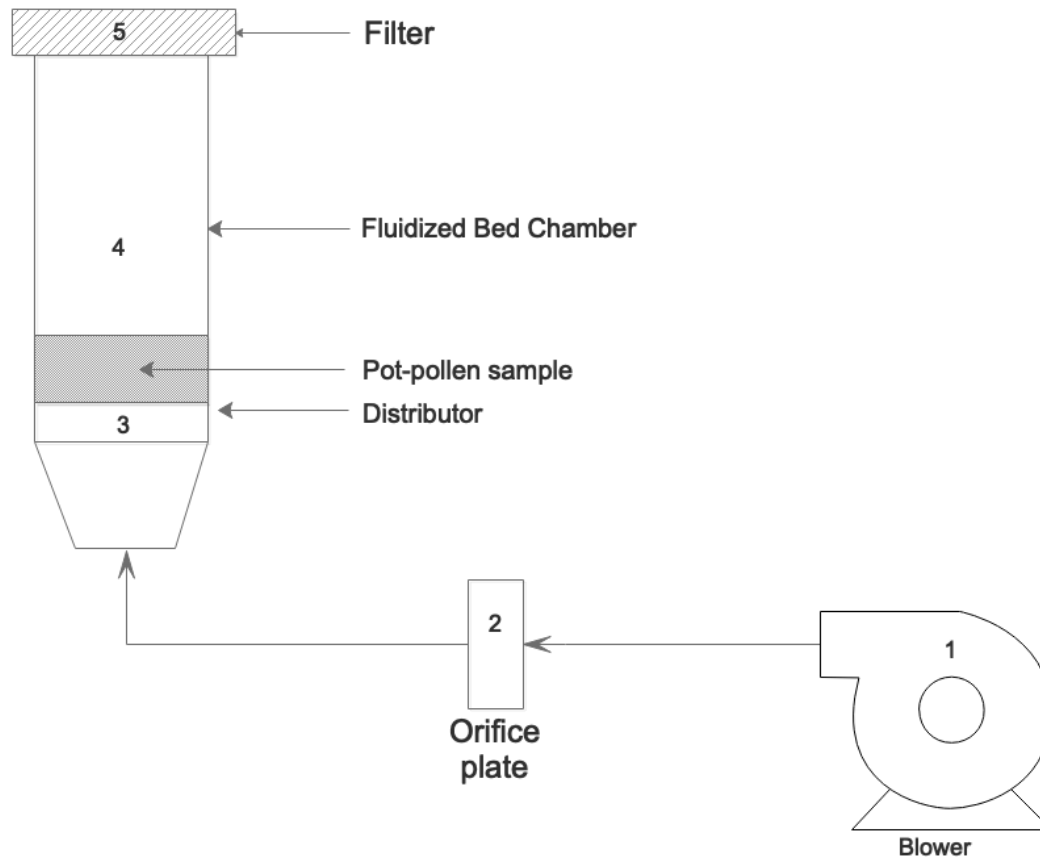 5
Filter
4
Fluidized Bed Chamber
Pot-pollen sample
Distributor
3
2
Orifice
plate
1
Blower